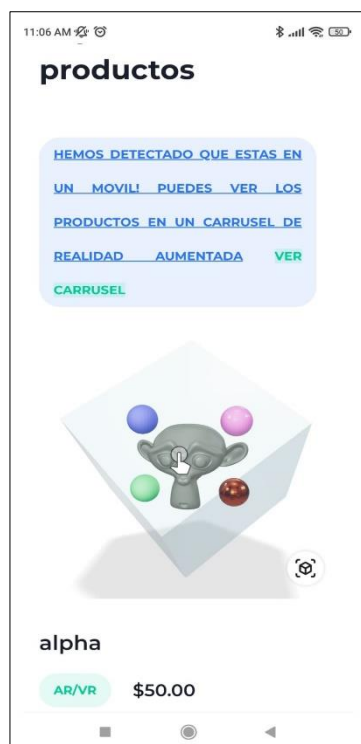 11:06 AM
30
productos
HEMOS DETECTADO QUE ESTAS EN
UN MOVIL! PUEDES VER LOS
PRODUCTOS EN UN CARRUSEL DE
REALIDAD AUMENTADA VER
CARRUSEL
alpha
AR/VR $50.00